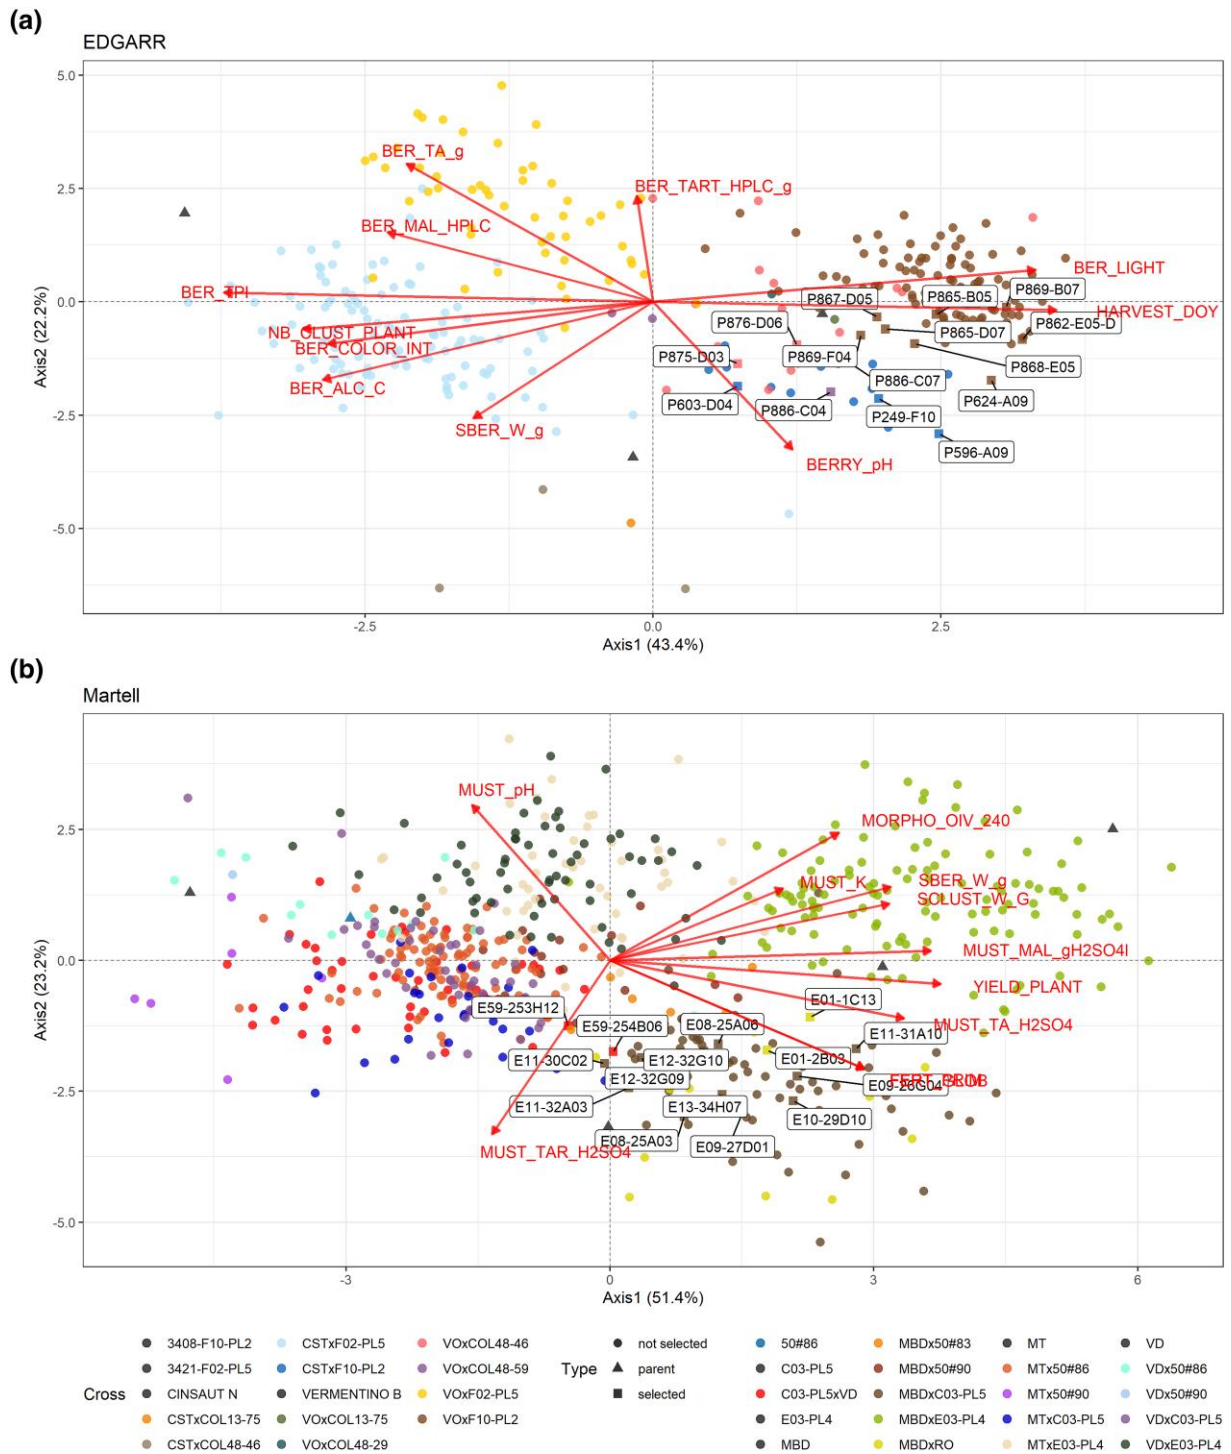 (a)
EDGARR
5.0
2.5
0.0
-2.5
-5.0
Axis2 (22.2%)
BER_TA_g
BER_TART_HPLC_g
BER_MAL_HPLC
BER_LIGHT
BER_TPI
P867-D05
P865-B05
P869-B07
HARVEST_DOY
NB_CLUST_PLANT
P876-D06
P865-D07
P862-E05-D
BER_COLOR_INT
P875-D03
P869-F04
P868-E05
BER_ALC_C
P886-C07
P603-D04
P886-C04
P249-F10
P624-A09
SBER_W_g
P596-A09
BERRY_pH
-2.5
0.0
2.5
Axis1 (43.4%)
(b)
Martell
2.5
0.0
-2.5
-5.0
Axis2 (23.2%)
MUST_pH
MORPHO_OIV_240
MUST_K
SBER_W_g
SCLUST_W_G
MUST_MAL_gH2SO4l
YIELD_PLANT
E59-253H12
E01-1C13
E59-254B06
E08-25A06
MUST_TA_H2SO4
E11-31A10
E11-30C02
E12-32G10
E01-2B03
E12-32G09
E09-26G04
E11-32A03
E13-34H07
E10-29D10
E08-25A03
E09-27D01
MUST_TAR_H2SO4
-3
0
3
6
Axis1 (51.4%)
Cross
3408-F10-PL2
3421-F02-PL5
CINSAUT N
CSTxCOL13-75
CSTxCOL48-46
CSTxF02-PL5
CSTxF10-PL2
VERMENTINO B
VOxCOL13-75
VOxCOL48-29
VOxCOL48-46
VOxCOL48-59
VOxF02-PL5
VOxF10-PL2
Type
not selected
parent
selected
50#86
C03-PL5
C03-PL5xVD
E03-PL4
MBD
MBDx50#83
MBDx50#90
MBDxC03-PL5
MBDxE03-PL4
MBDxRO
MT
MTx50#86
MTx50#90
MTxC03-PL5
MTxE03-PL4
VD
VDx50#86
VDx50#90
VDxC03-PL5
VDxE03-PL4